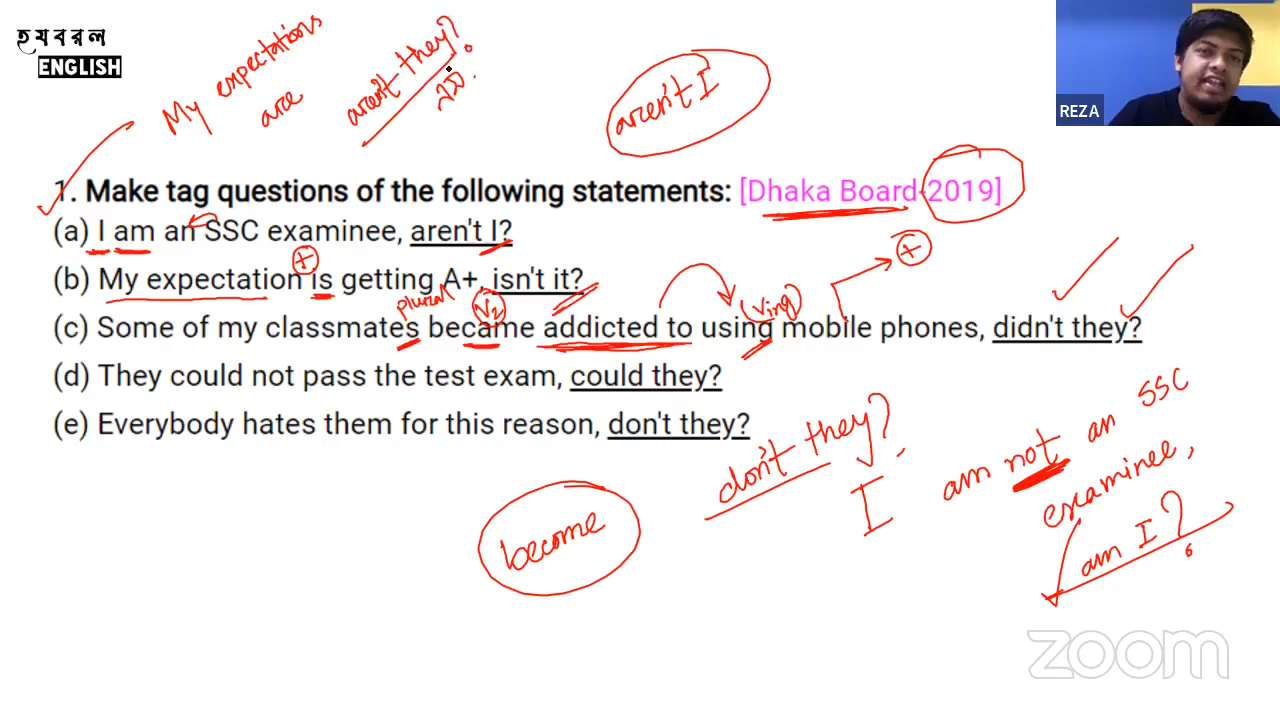 হ য ব র ল
ENGLISH
My expectations
are
aren't they?
aren't I
REZA
1. Make tag questions of the following statements: [Dhaka Board-2019]
(a) I am an SSC examinee, aren't I?
+
(b) My expectation is getting A+, isn't it?
+
plural
V2
(Ving)
(c) Some of my classmates became addicted to using mobile phones, didn't they?
(d) They could not pass the test exam, could they?
(e) Everybody hates them for this reason, don't they?
don't they?
I am not an SSC
examinee,
am I?
become
zoom